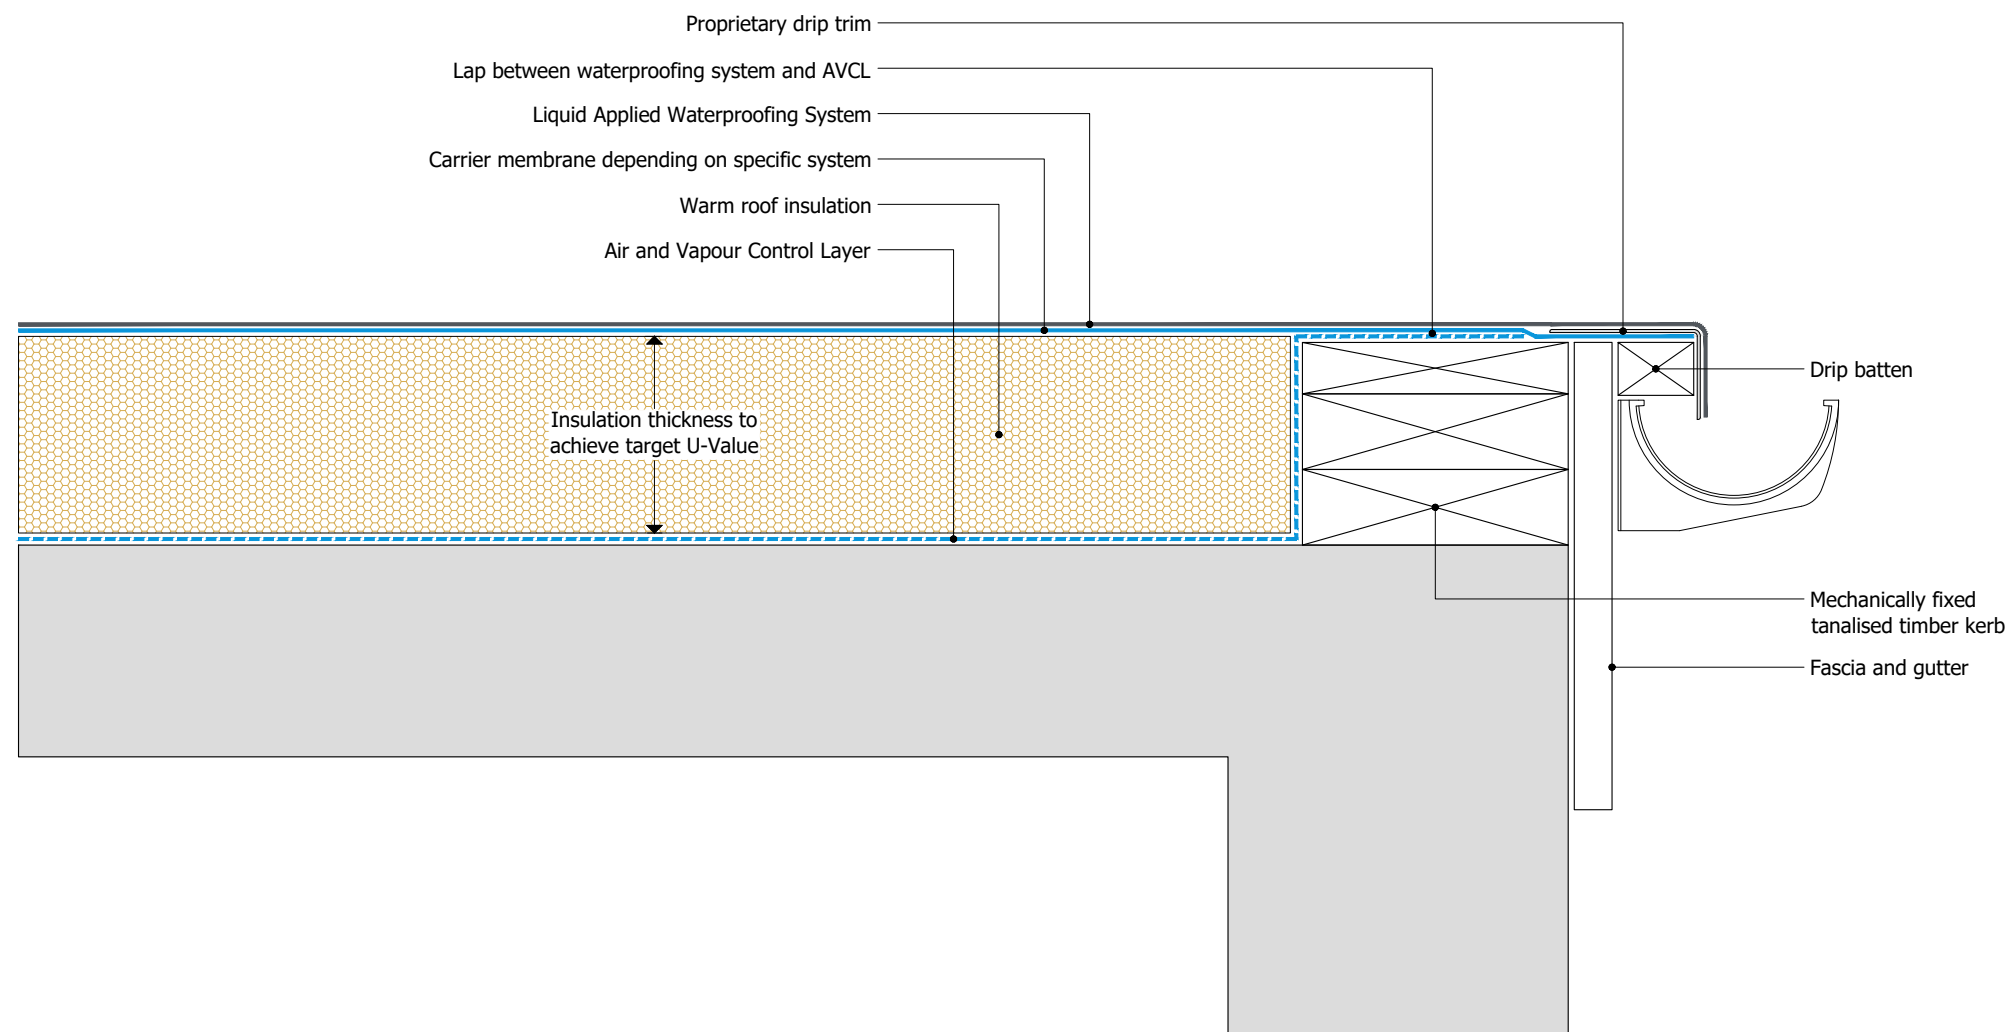 Proprietary drip trim
Lap between waterproofing system and AVCL
Liquid Applied Waterproofing System
Carrier membrane depending on specific system
Warm roof insulation
Air and Vapour Control Layer
Drip batten
Insulation thickness to
achieve target U-Value
Mechanically fixed
tanalised timber kerb
Fascia and gutter